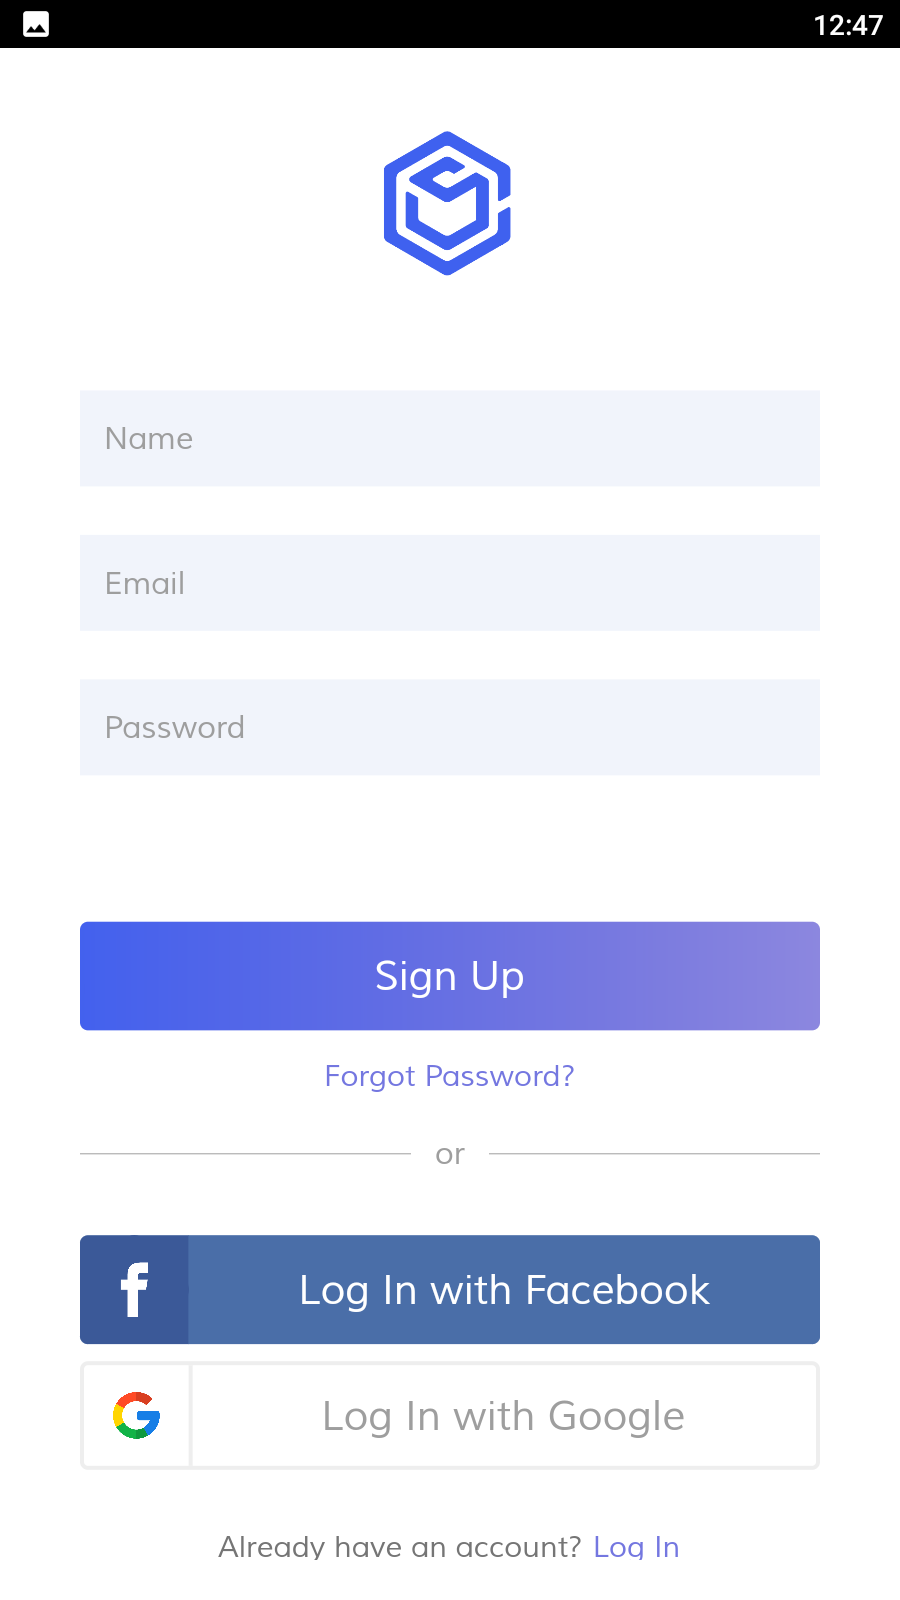 12:47
Name
Email
Password
Sign Up
Forgot Password?
or
Log In with Facebook
Log In with Google
Already have an account? Log In